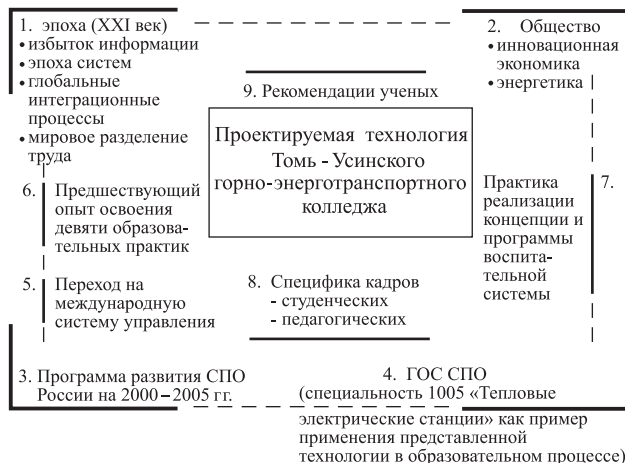 1. эпоха (XXI век)
• избыток информации
• эпоха систем
• глобальные
интеграционные
процессы
• мировое разделение
труда
2. Общество
• инновационная
экономика
• энергетика
9. Рекомендации ученых
Проектируемая технология
Томь - Усинского
горно-энерготранспортного
колледжа
6. Предшествующий
опыт освоения
девяти образова-
тельных практик
Практика 7.
реализации
концепции и
программы
воспита-
тельной
системы
5. Переход на
международную
систему управления
8. Специфика кадров
- студенческих
- педагогических
3. Программа развития СПО
России на 2000–2005 гг.
4. ГОС СПО
(специальность 1005 «Тепловые
электрические станции» как пример
применения представленной
технологии в образовательном процессе)